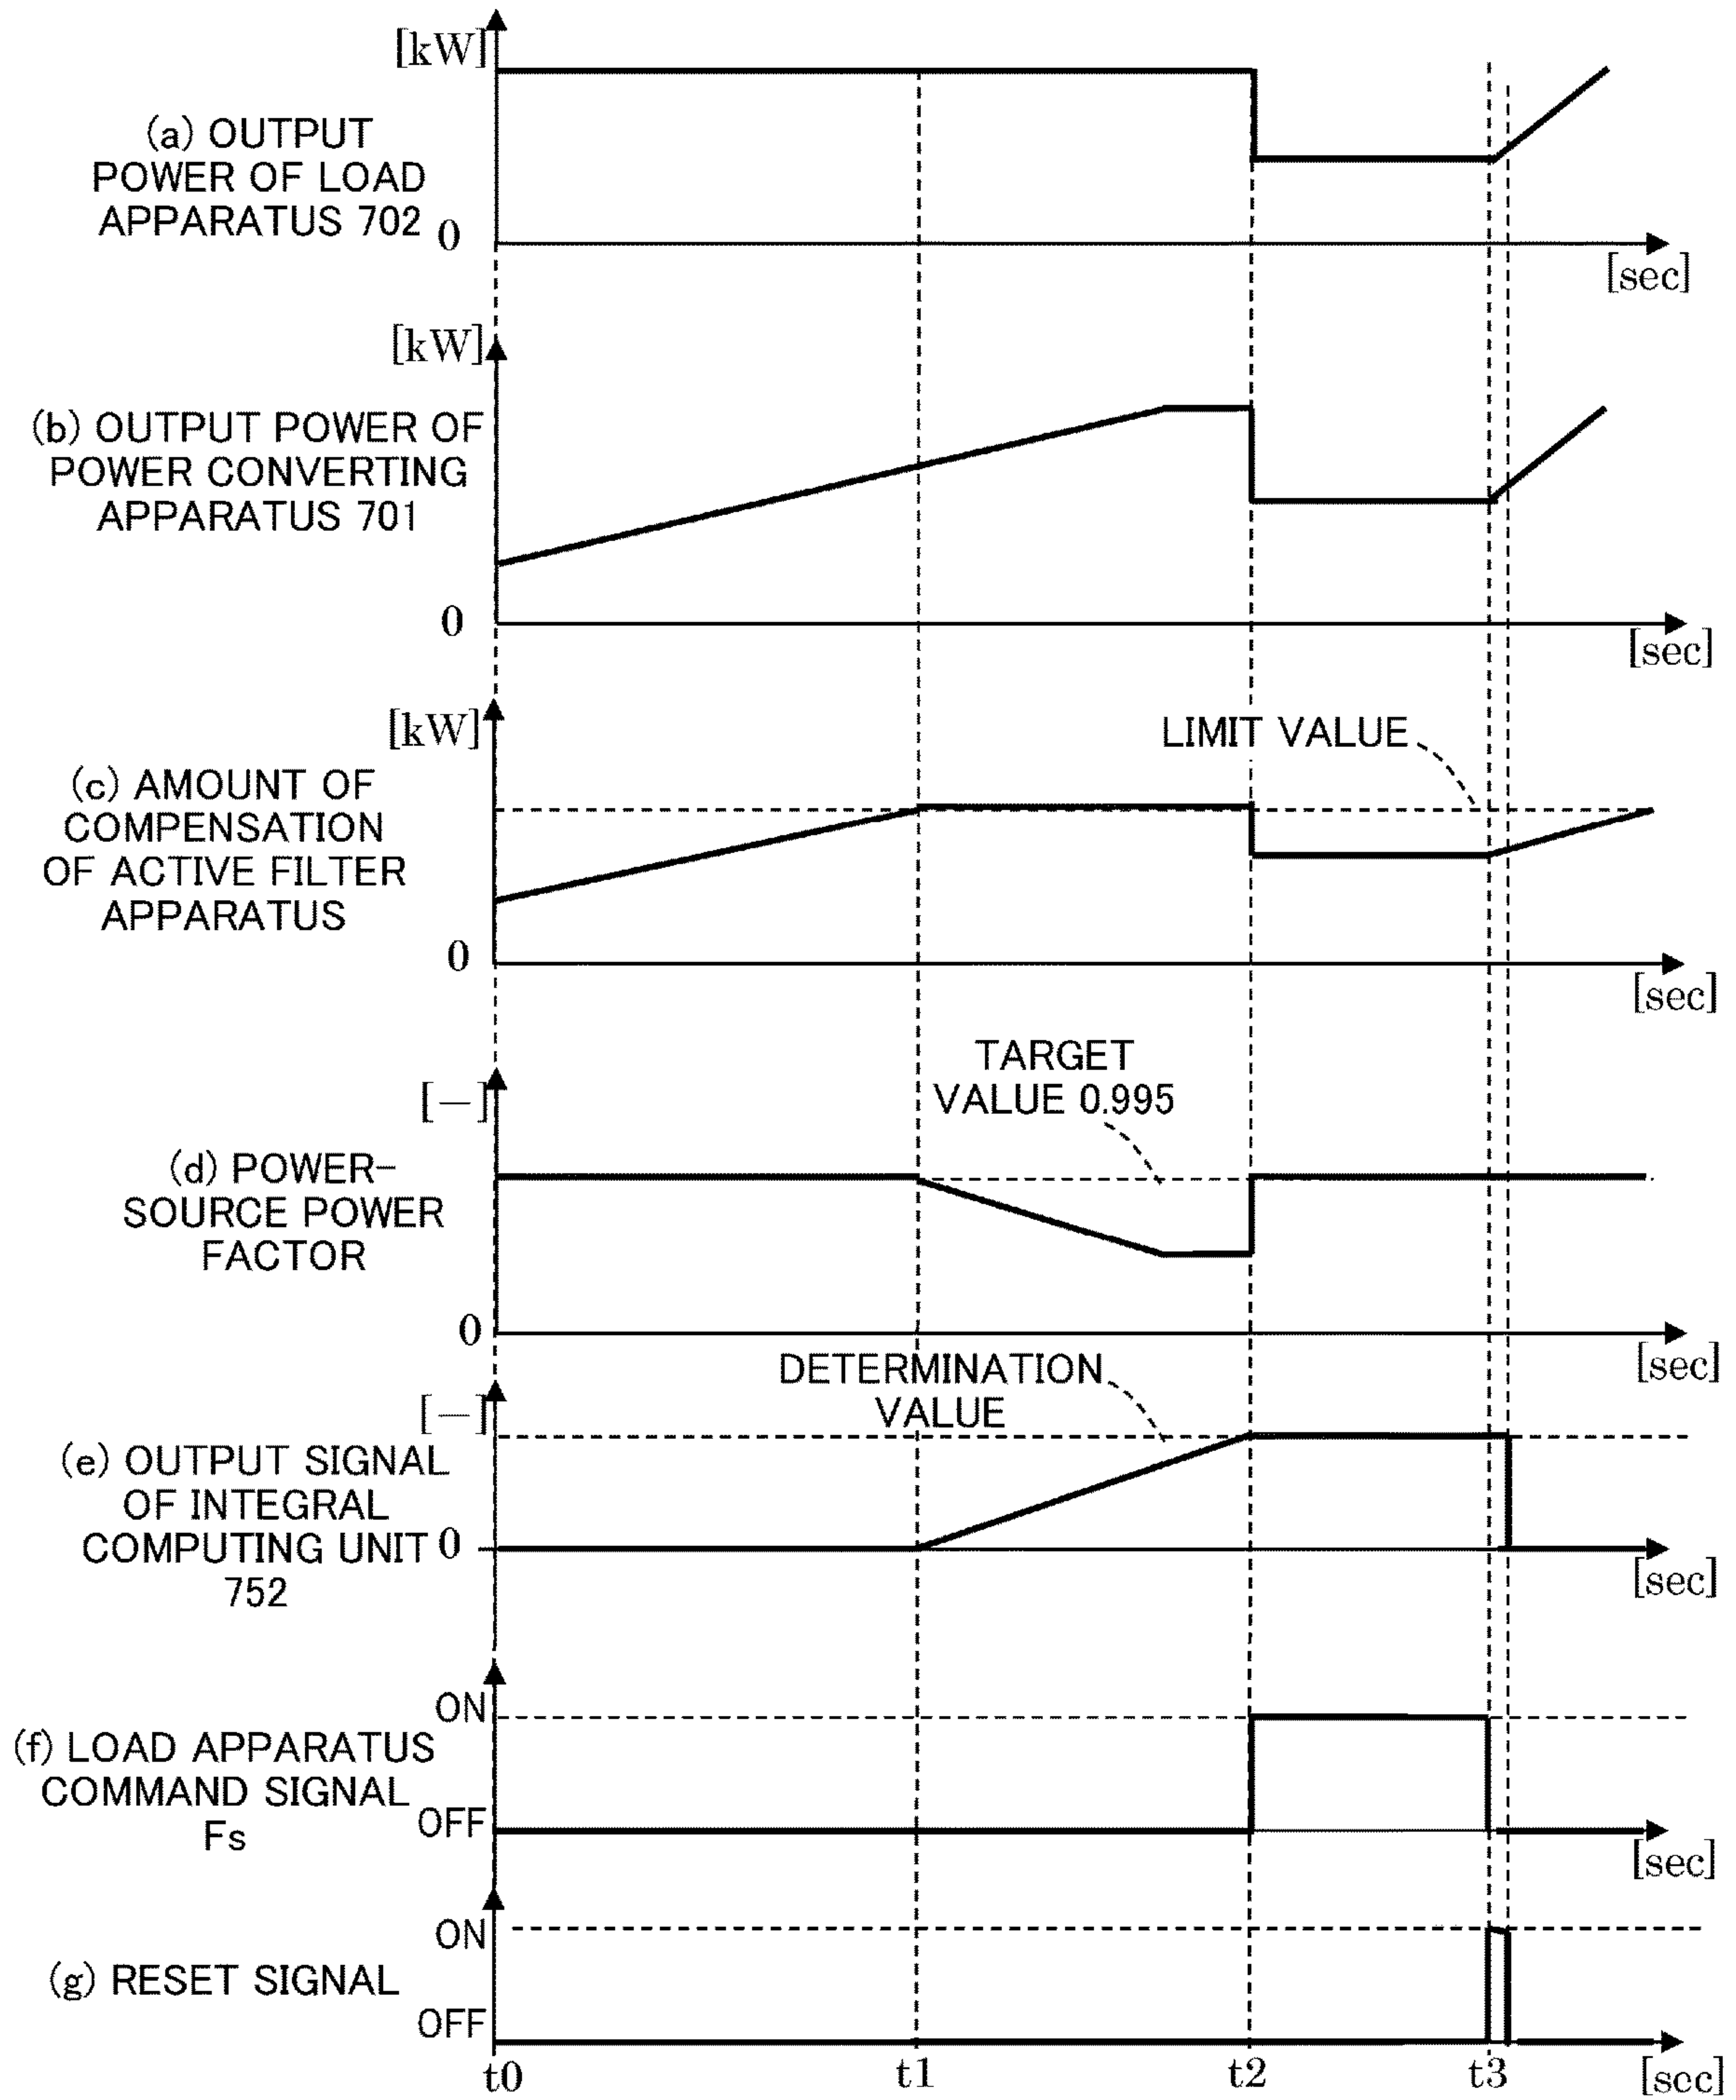 [kW]
(a) OUTPUT
POWER OF LOAD
APPARATUS 702
0
[sec]
[kW]
(b) OUTPUT POWER OF
POWER CONVERTING
APPARATUS 701
0
[sec]
[kW]
LIMIT VALUE
(c) AMOUNT OF
COMPENSATION
OF ACTIVE FILTER
APPARATUS
0
[sec]
TARGET
VALUE 0.995
[—]
(d) POWER-
SOURCE POWER
FACTOR
0
[sec]
DETERMINATION
VALUE
[—]
(e) OUTPUT SIGNAL
OF INTEGRAL
COMPUTING UNIT
752
0
[sec]
ON
(f) LOAD APPARATUS
COMMAND SIGNAL
Fs
OFF
[sec]
ON
(g) RESET SIGNAL
OFF
t0 t1 t2 t3 [sec]